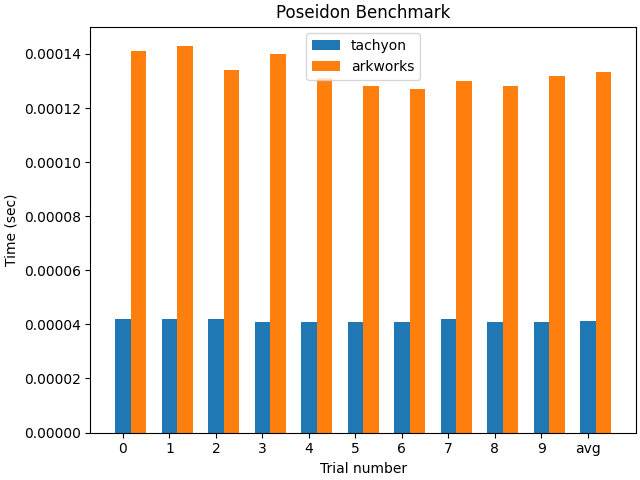 Poseidon Benchmark
tachyon
arkworks
Time (sec)
0.00014
0.00012
0.00010
0.00008
0.00006
0.00004
0.00002
0.00000
0 1 2 3 4 5 6 7 8 9 avg
Trial number